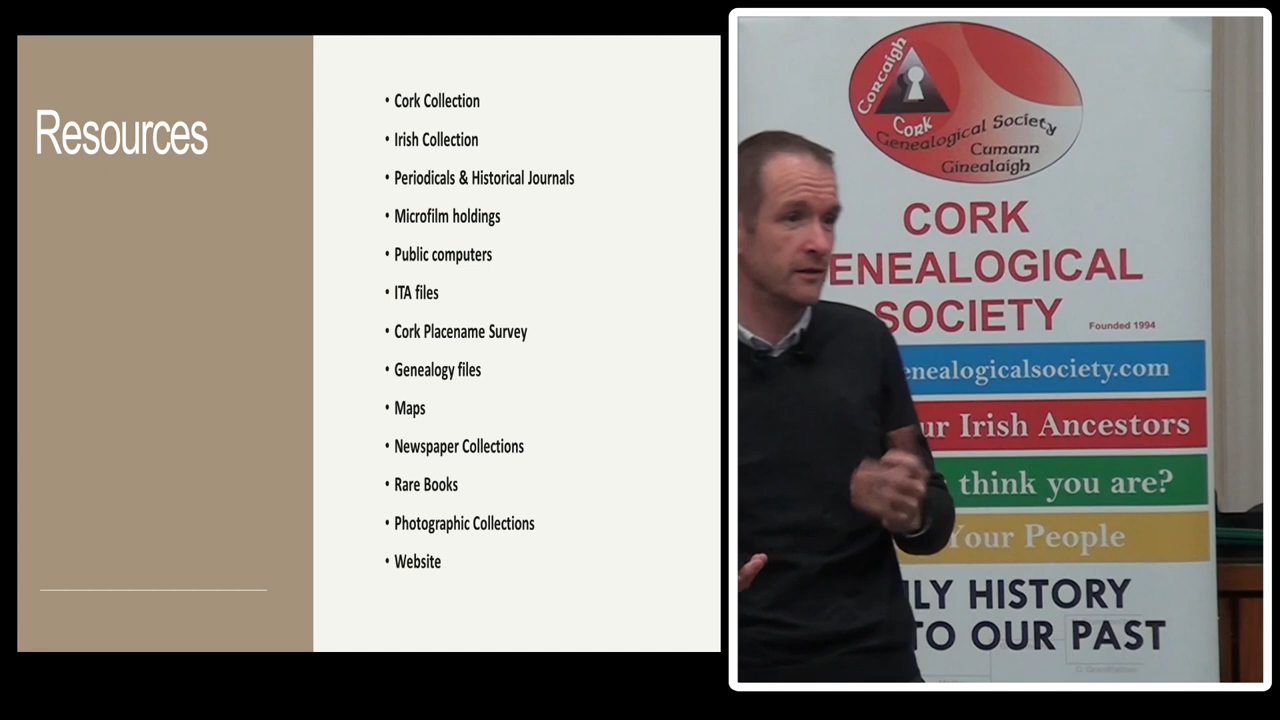 Resources
• Cork Collection
• Irish Collection
• Periodicals & Historical Journals
• Microfilm holdings
• Public computers
• ITA files
• Cork Placename Survey
• Genealogy files
• Maps
• Newspaper Collections
• Rare Books
• Photographic Collections
• Website
Corcaigh
Cork
Genealogical Society
Cumann
Ginealaigh
CORK
ENEALOGICAL
SOCIETY
Founded 1994
enealogicalsociety.com
ur Irish Ancestors
think you are?
Your People
ILY HISTORY
TO OUR PAST